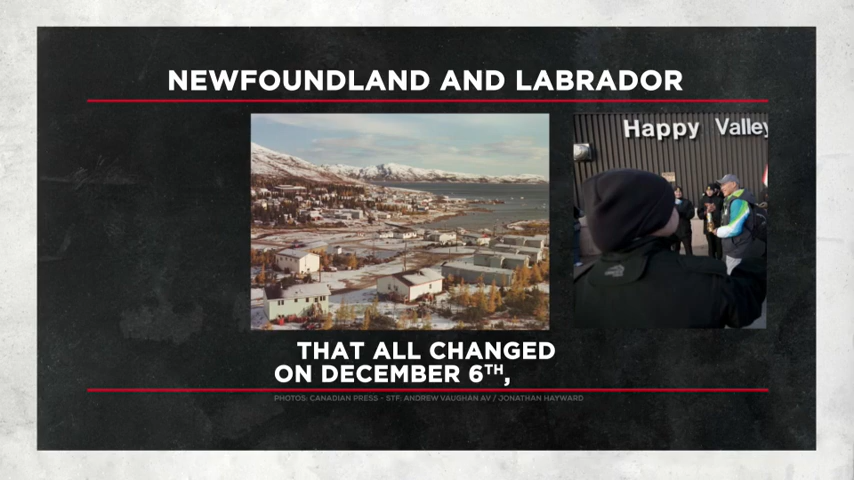 NEWFOUNDLAND AND LABRADOR
Happy Valley
THAT ALL CHANGED
ON DECEMBER 6TH,
PHOTOS: CANADIAN PRESS - STF: ANDREW VAUGHAN AV / JONATHAN HAYWARD